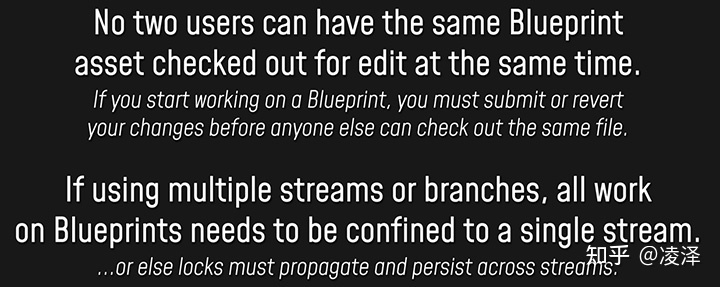 No two users can have the same Blueprint
asset checked out for edit at the same time.
If you start working on a Blueprint, you must submit or revert
your changes before anyone else can check out the same file.
If using multiple streams or branches, all work
on Blueprints needs to be confined to a single stream.
...or else locks must propagate and persist across streams.
知乎 @凌泽